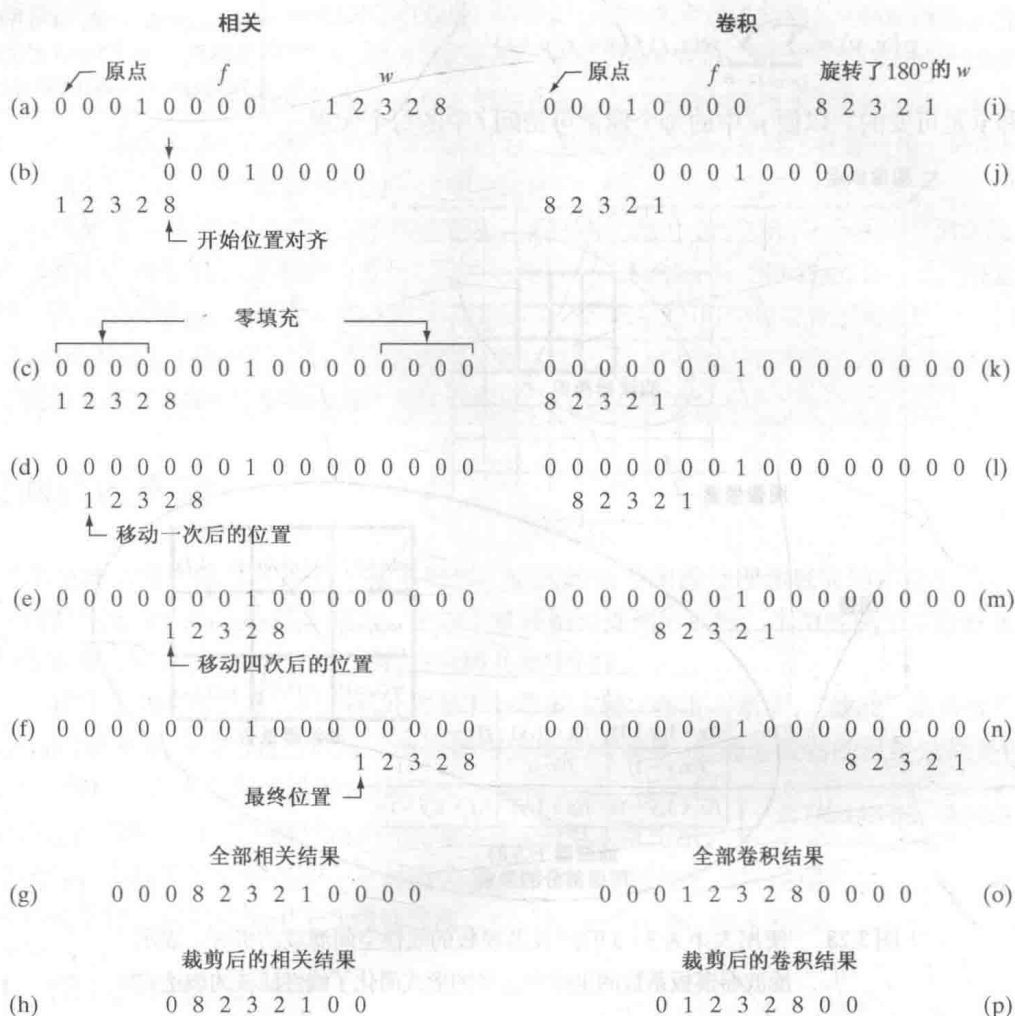 相关 卷积
原点 f w 原点 f 旋转了180°的 w
(a) 0 0 0 1 0 0 0 0 1 2 3 2 8 0 0 0 1 0 0 0 0 8 2 3 2 1 (i)
(b) 0 0 0 1 0 0 0 0 0 0 0 1 0 0 0 0 (j)
1 2 3 2 8 8 2 3 2 1
开始位置对齐
零填充
(c) 0 0 0 0 0 0 0 1 0 0 0 0 0 0 0 0 0 0 0 0 0 0 0 1 0 0 0 0 0 0 0 0 (k)
1 2 3 2 8 8 2 3 2 1
(d) 0 0 0 0 0 0 0 1 0 0 0 0 0 0 0 0 0 0 0 0 0 0 0 1 0 0 0 0 0 0 0 0 (l)
1 2 3 2 8 8 2 3 2 1
移动一次后的位置
(e) 0 0 0 0 0 0 0 1 0 0 0 0 0 0 0 0 0 0 0 0 0 0 0 1 0 0 0 0 0 0 0 0 (m)
1 2 3 2 8 8 2 3 2 1
移动四次后的位置
(f) 0 0 0 0 0 0 0 1 0 0 0 0 0 0 0 0 0 0 0 0 0 0 0 1 0 0 0 0 0 0 0 0 (n)
1 2 3 2 8 8 2 3 2 1
最终位置
全部相关结果 全部卷积结果
(g) 0 0 0 8 2 3 2 1 0 0 0 0 0 0 0 1 2 3 2 8 0 0 0 0 (o)
裁剪后的相关结果 裁剪后的卷积结果
(h) 0 8 2 3 2 1 0 0 0 1 2 3 2 8 0 0 (p)